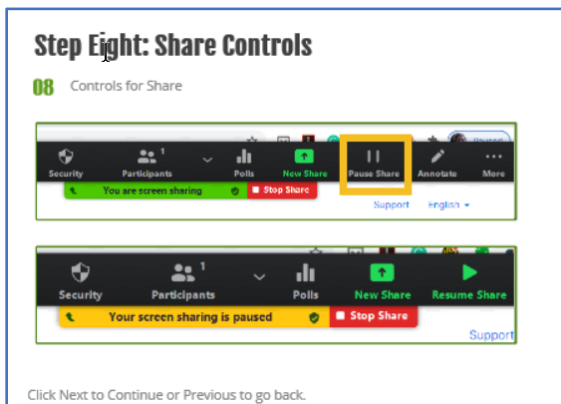 Step Eight: Share Controls
08 Controls for Share
1
Security Participants Polls New Share Pause Share Annotate More
You are screen sharing Stop Share
Support English
1
Security Participants Polls New Share Resume Share
Your screen sharing is paused Stop Share
Support
Click Next to Continue or Previous to go back.